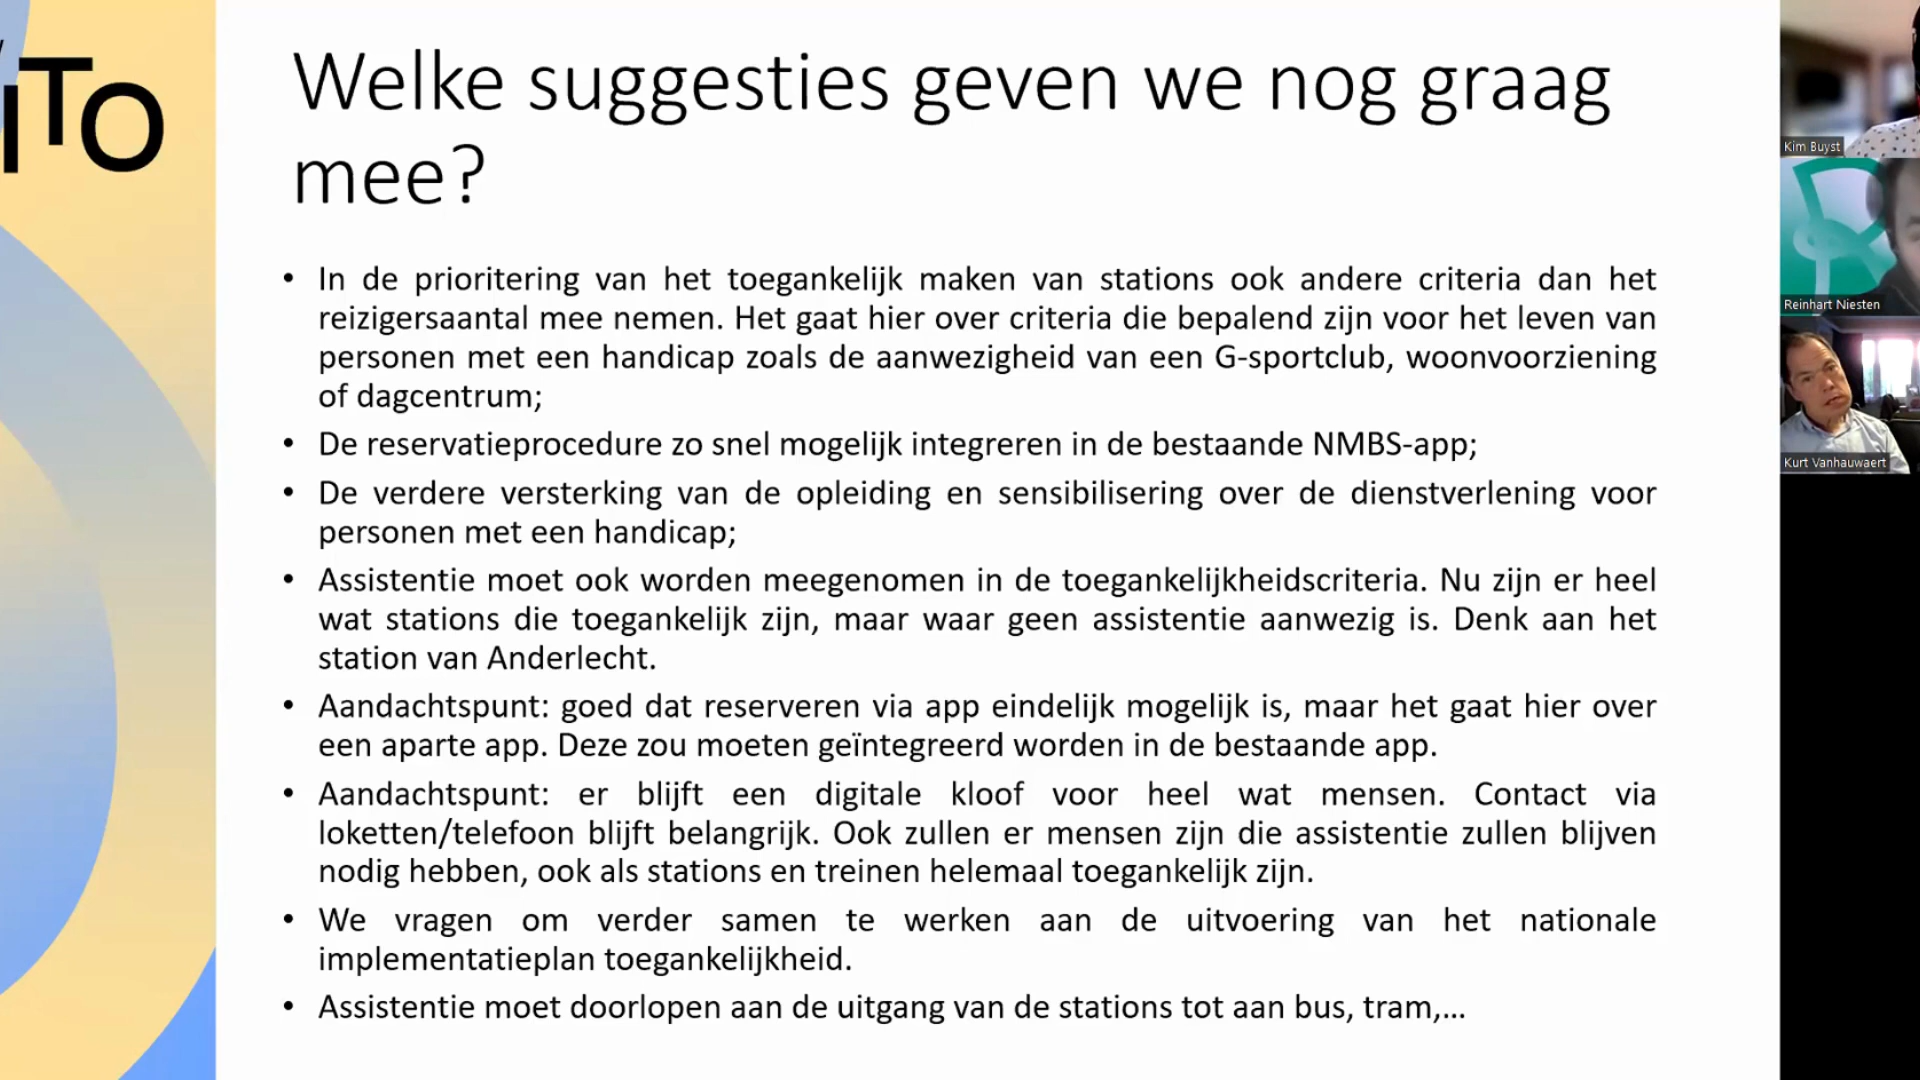 Welke suggesties geven we nog graag
mee?
• In de prioritering van het toegankelijk maken van stations ook andere criteria dan het
reizigersaantal mee nemen. Het gaat hier over criteria die bepalend zijn voor het leven van
personen met een handicap zoals de aanwezigheid van een G-sportclub, woonvoorziening
of dagcentrum;
• De reservatieprocedure zo snel mogelijk integreren in de bestaande NMBS-app;
• De verdere versterking van de opleiding en sensibilisering over de dienstverlening voor
personen met een handicap;
• Assistentie moet ook worden meegenomen in de toegankelijkheidscriteria. Nu zijn er heel
wat stations die toegankelijk zijn, maar waar geen assistentie aanwezig is. Denk aan het
station van Anderlecht.
• Aandachtspunt: goed dat reserveren via app eindelijk mogelijk is, maar het gaat hier over
een aparte app. Deze zou moeten geïntegreerd worden in de bestaande app.
• Aandachtspunt: er blijft een digitale kloof voor heel wat mensen. Contact via
loketten/telefoon blijft belangrijk. Ook zullen er mensen zijn die assistentie zullen blijven
nodig hebben, ook als stations en treinen helemaal toegankelijk zijn.
• We vragen om verder samen te werken aan de uitvoering van het nationale
implementatieplan toegankelijkheid.
• Assistentie moet doorlopen aan de uitgang van de stations tot aan bus, tram,...
Kim Buyst
Reinhart Niesten
Kurt Vanhauwaert